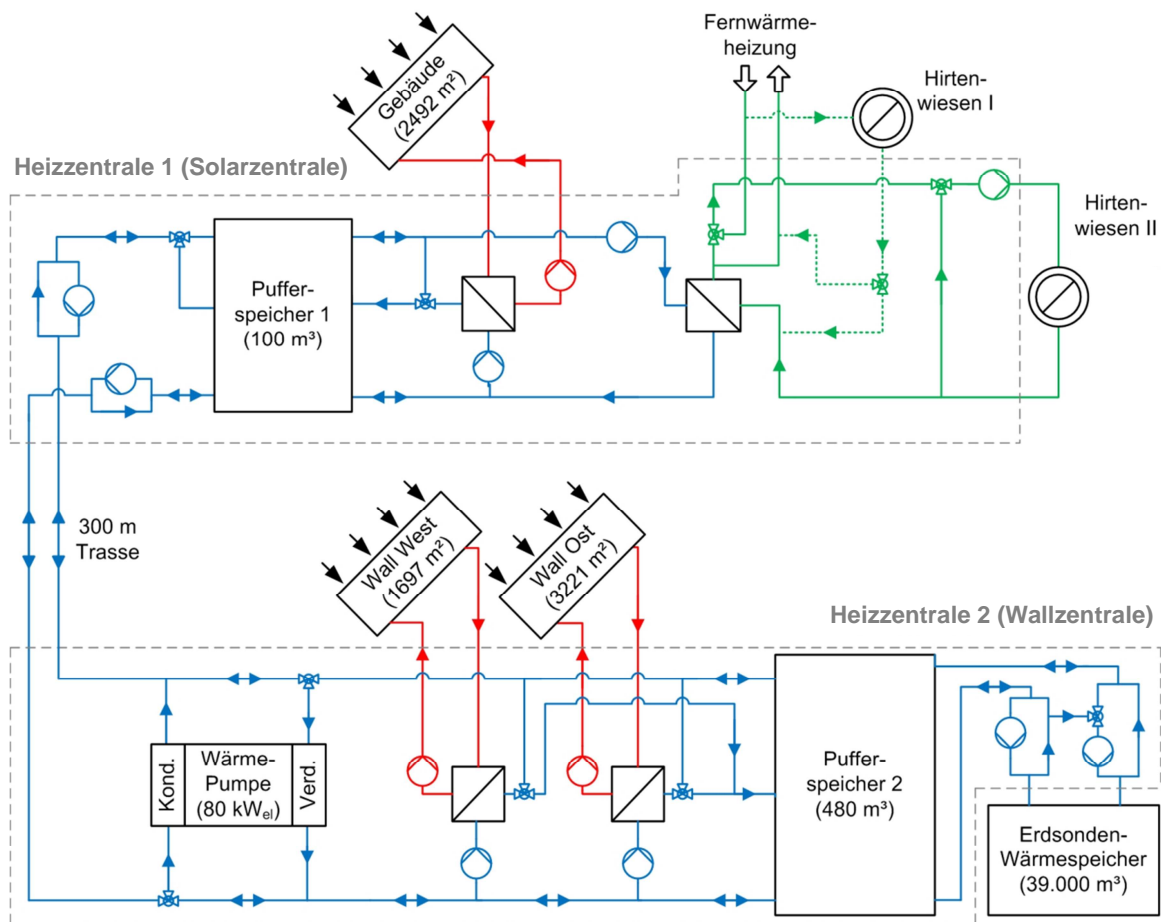 Fernwärme-
heizung
Hirten-
wiesen I
Gebäude
(2492 m²)
Heizzentrale 1 (Solarzentrale)
Hirten-
wiesen II
Puffer-
speicher 1
(100 m³)
300 m
Trasse
Wall West
(1697 m²)
Wall Ost
(3221 m²)
Heizzentrale 2 (Wallzentrale)
Kond.
Wärme-
Pumpe
(80 kWel)
Verd.
Puffer-
speicher 2
(480 m³)
Erdsonden-
Wärmespeicher
(39.000 m³)